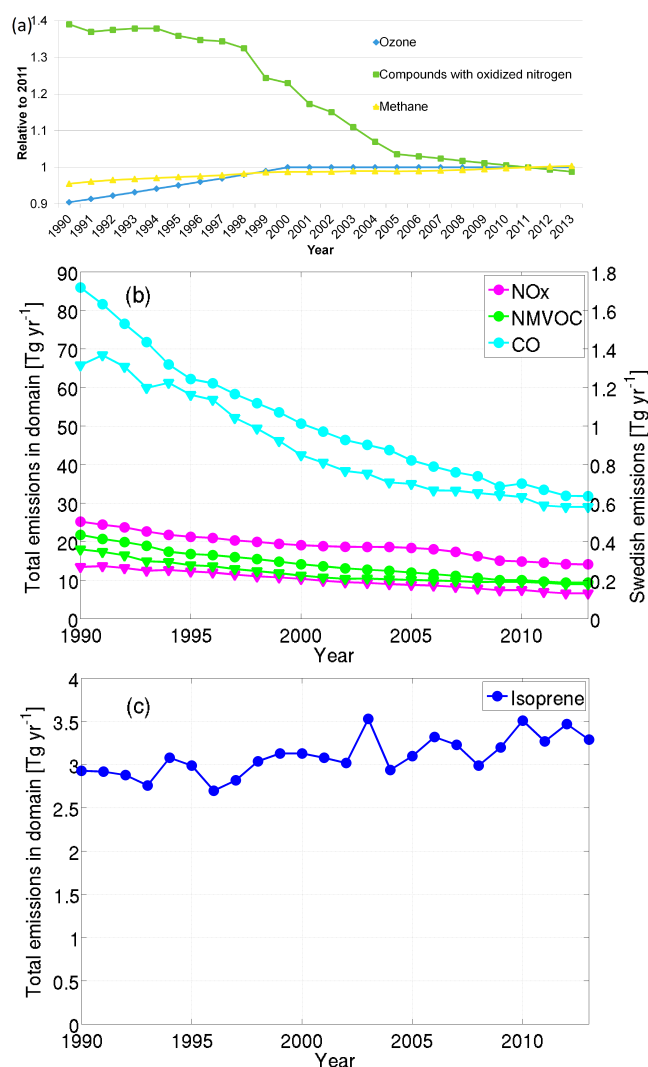 (a)
1.4
1.3
1.2
1.1
1
0.9
Relative to 2011
Ozone
Compounds with oxidized nitrogen
Methane
1990 1991 1992 1993 1994 1995 1996 1997 1998 1999 2000 2001 2002 2003 2004 2005 2006 2007 2008 2009 2010 2011 2012 2013
Year
(b)
90
80
70
60
50
40
30
20
10
0
Total emissions in domain [Tg yr-1]
NOx
NMVOC
CO
1.8
1.6
1.4
1.2
1
0.8
0.6
0.4
0.2
0
Swedish emissions [Tg yr-1]
1990 1995 2000 2005 2010
Year
(c)
4
3.5
3
2.5
2
1.5
1
0.5
0
Total emissions in domain [Tg yr-1]
Isoprene
1990 1995 2000 2005 2010
Year